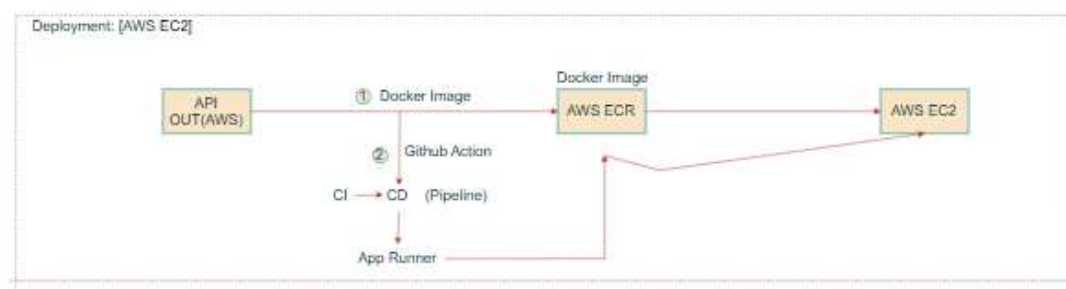 Deployment: [AWS EC2]
Docker Image
API
OUT(AWS)
① Docker Image
AWS ECR
AWS EC2
② Github Action
CI CD (Pipeline)
App Runner